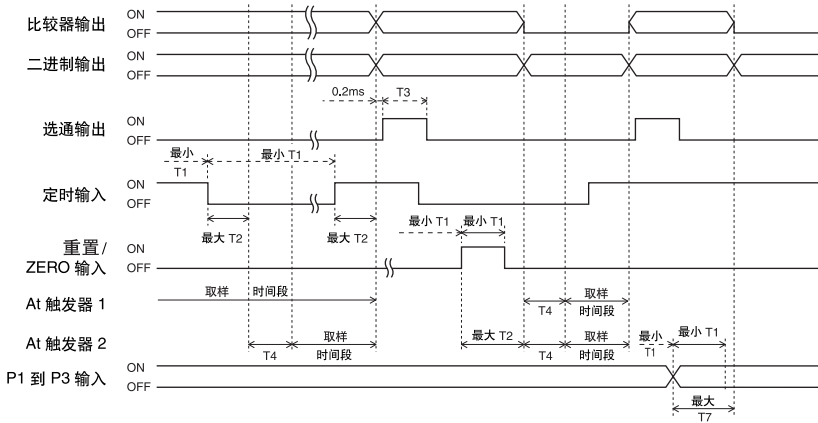 比较器输出 ON
OFF
二进制输出 ON
OFF
0.2ms T3
选通输出 ON
OFF
最小 T1 最小 T1
定时输入 ON
OFF
最大 T2 最大 T2
最小 T1 最小 T1
重置/
ZERO 输入 ON
OFF
At 触发器 1 取样 时间段
T4 取样
时间段
At 触发器 2
T4 取样
时间段
最大 T2 T4 取样
时间段
最小
T1 最小 T1
P1 到 P3 输入 ON
OFF
最大
T7